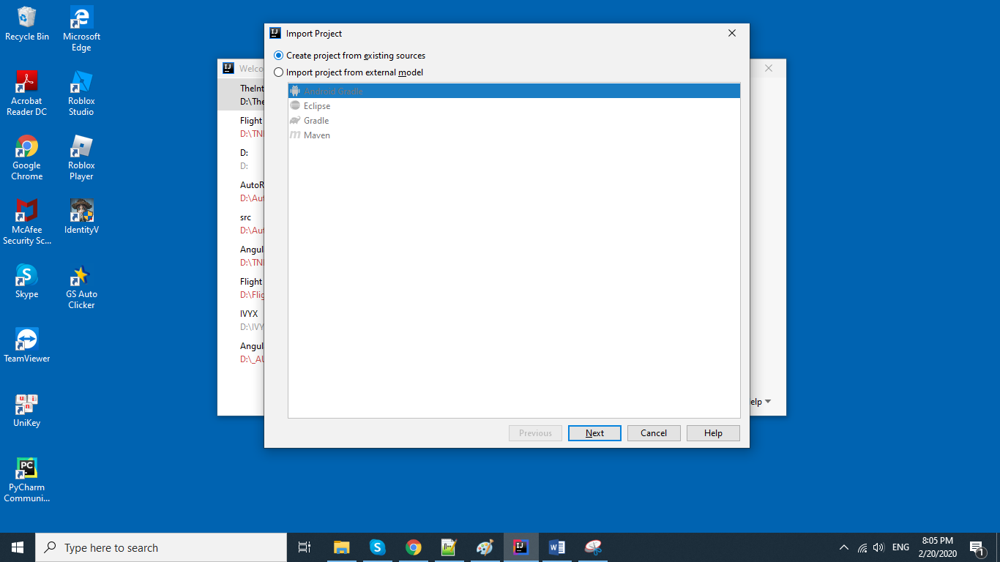 Recycle Bin
Microsoft
Edge
Acrobat
Reader DC
Roblox
Studio
Google
Chrome
Roblox
Player
McAfee
Security Sc...
IdentityV
Skype
GS Auto
Clicker
TeamViewer
UniKey
PyCharm
Communi...
Import Project
Create project from existing sources
Import project from external model
Android Gradle
Eclipse
Gradle
Maven
Previous
Next
Cancel
Help
Welco
TheInt
D:\The
Flight
D:\TN
D:
D:
AutoR
D:\Aut
src
D:\Aut
Angul
D:\TN
Flight
D:\Flig
IVYX
D:\IVY
Angul
D:\_AU
elp
Type here to search
ENG
8:05 PM
2/20/2020
1